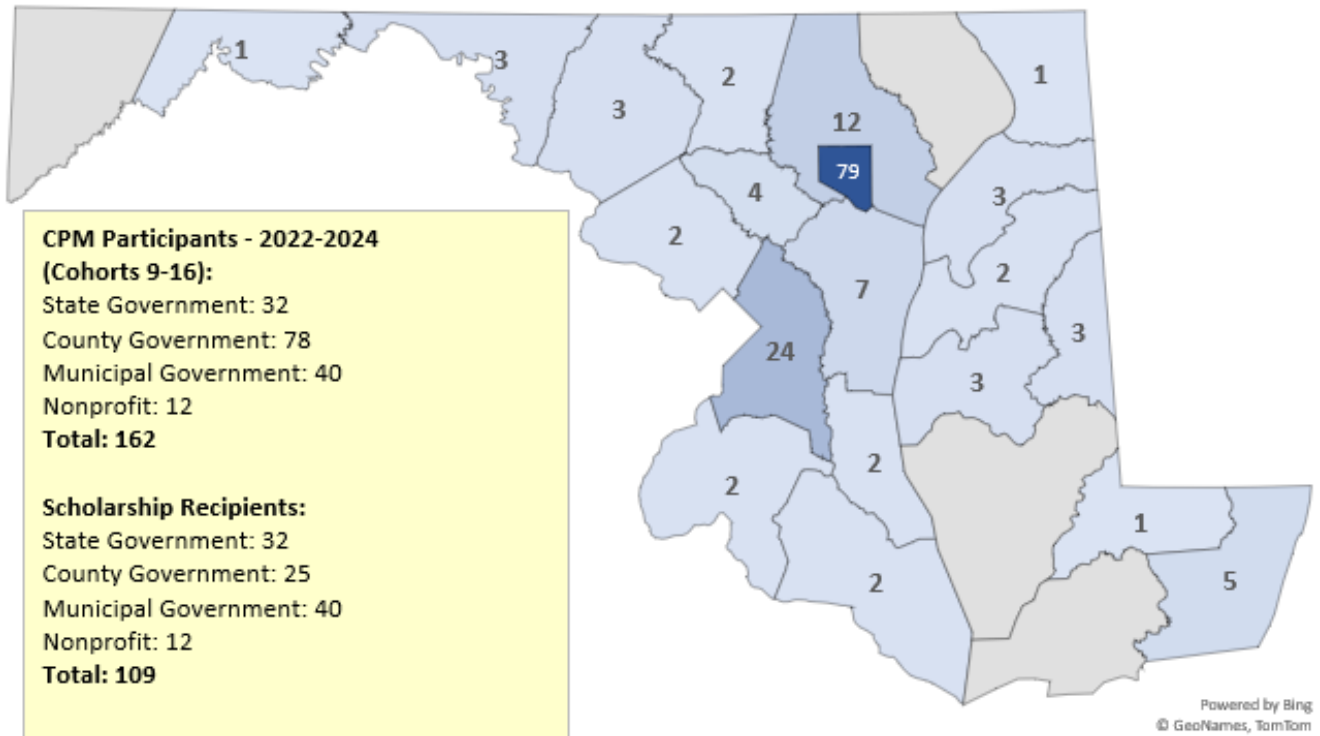 1
3
3
2
12
79
1
4
3
2
2
7
3
24
3
2
2
1
2
5
CPM Participants - 2022-2024
(Cohorts 9-16):
State Government: 32
County Government: 78
Municipal Government: 40
Nonprofit: 12
Total: 162
Scholarship Recipients:
State Government: 32
County Government: 25
Municipal Government: 40
Nonprofit: 12
Total: 109
Powered by Bing
© GeoNames, TomTom